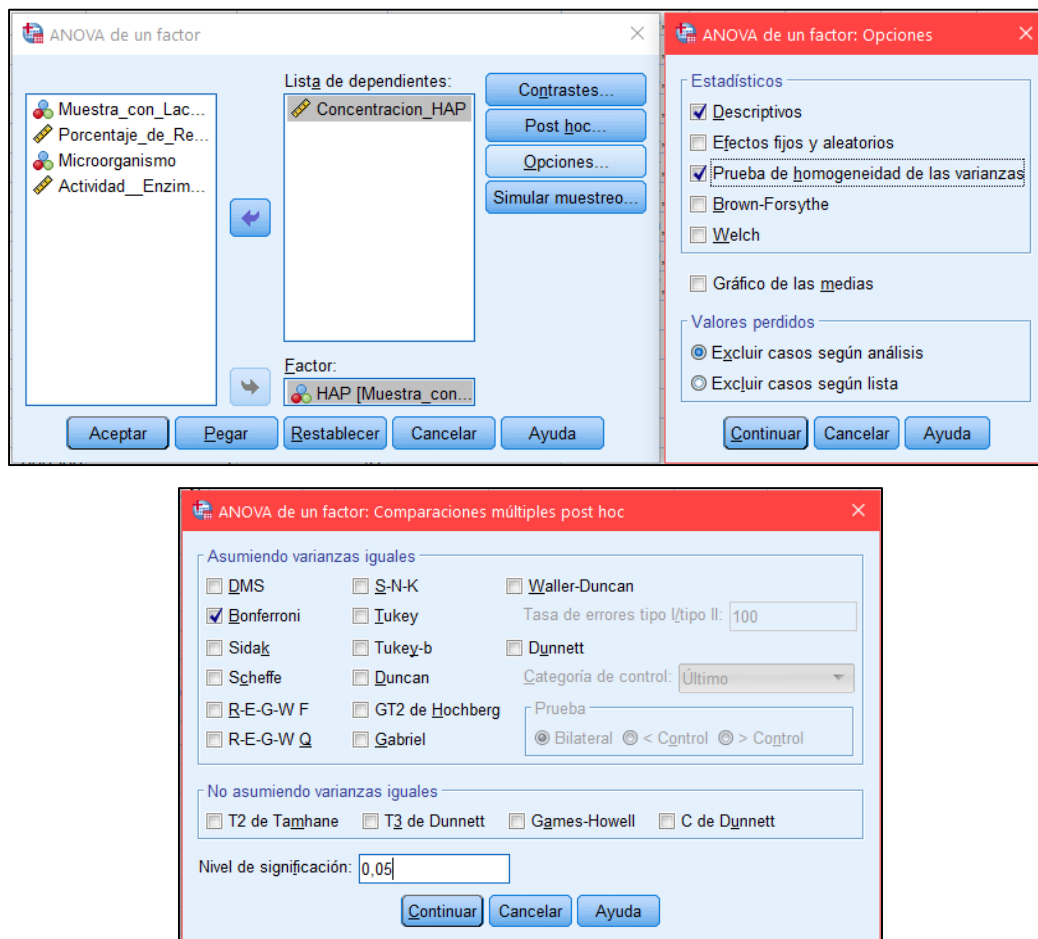 ANOVA de un factor
Lista de dependientes:
Muestra_con_Lac...
Porcentaje_de_Re...
Microorganismo
Actividad__Enzim...
Concentracion_HAP
Contrastes...
Post hoc...
Opciones...
Simular muestreo...
Factor:
HAP [Muestra_con...
Aceptar Pegar Restablecer Cancelar Ayuda
ANOVA de un factor: Opciones
Estadísticos
Descriptivos
Efectos fijos y aleatorios
Prueba de homogeneidad de las varianzas
Brown-Forsythe
Welch
Gráfico de las medias
Valores perdidos
Excluir casos según análisis
Excluir casos según lista
Continuar Cancelar Ayuda
ANOVA de un factor: Comparaciones múltiples post hoc
Asumiendo varianzas iguales
DMS S-N-K Waller-Duncan
Bonferroni Tukey Tasa de errores tipo I/tipo II: 100
Sidak Tukey-b Dunnett
Scheffe Duncan Categoría de control: Último
R-E-G-W F GT2 de Hochberg Prueba
R-E-G-W Q Gabriel Bilateral < Control > Control
No asumiendo varianzas iguales
T2 de Tamhane T3 de Dunnett Games-Howell C de Dunnett
Nivel de significación: 0,05
Continuar Cancelar Ayuda